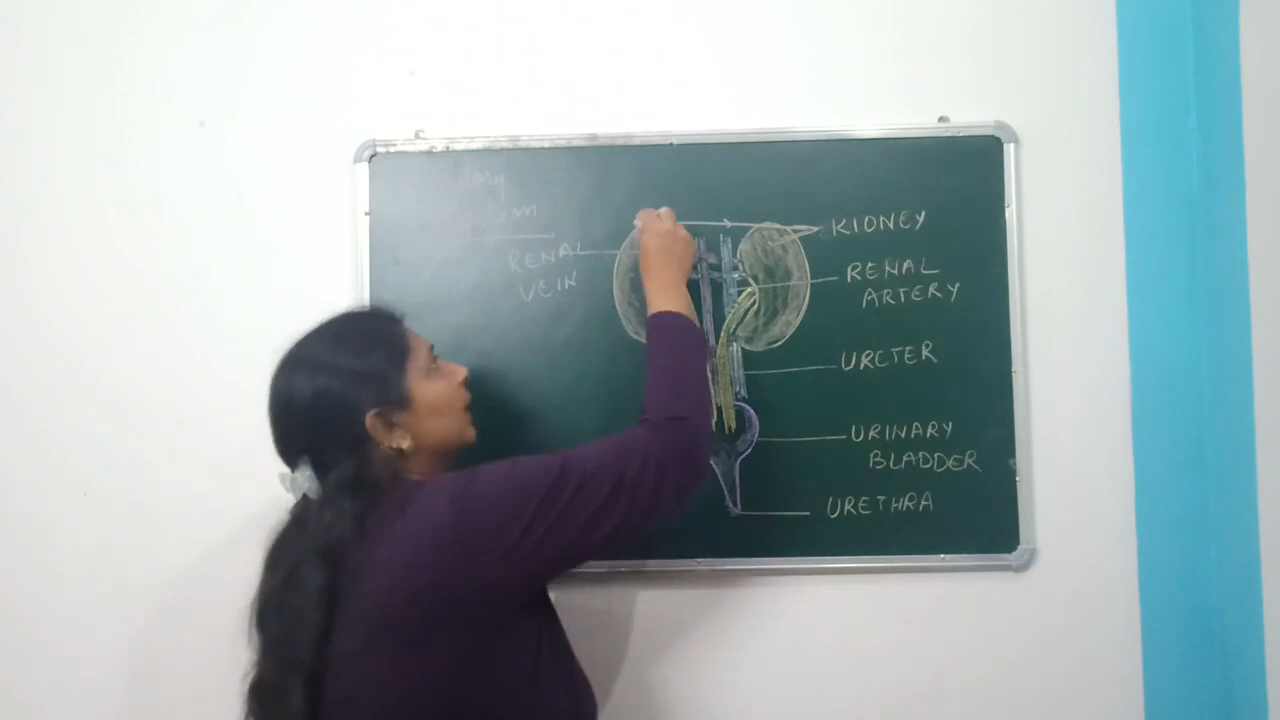 RENAL
VEIN
KIDNEY
RENAL
ARTERY
URETER
URINARY
BLADDER
URETHRA